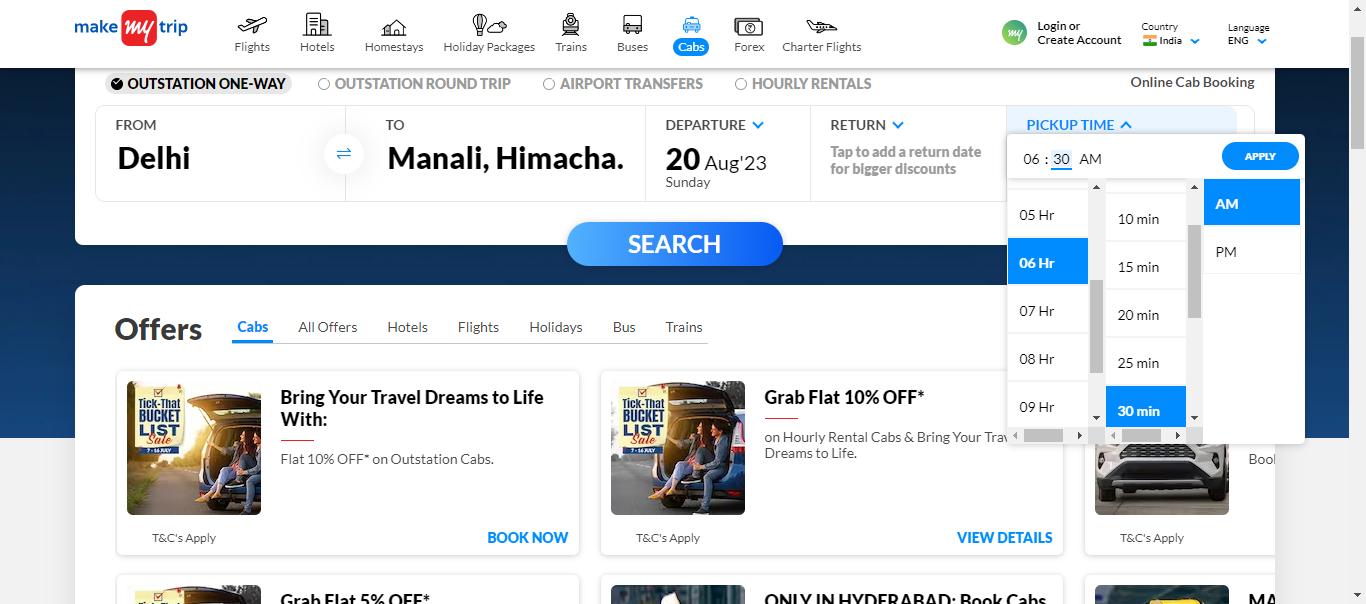 make my trip
Flights
Hotels
Homestays
Holiday Packages
Trains
Buses
Cabs
Forex
Charter Flights
my
Login or
Create Account
Country
India
Language
ENG
OUTSTATION ONE-WAY
OUTSTATION ROUND TRIP
AIRPORT TRANSFERS
HOURLY RENTALS
Online Cab Booking
FROM
Delhi
TO
Manali, Himacha.
DEPARTURE
20 Aug'23
Sunday
RETURN
Tap to add a return date
for bigger discounts
PICKUP TIME
06 : 30 AM
APPLY
05 Hr
06 Hr
07 Hr
08 Hr
09 Hr
10 min
15 min
20 min
25 min
30 min
AM
PM
SEARCH
Offers
Cabs
All Offers
Hotels
Flights
Holidays
Bus
Trains
TICK-THAT
BUCKET
LIST
Sale
7 - 16 JULY
Bring Your Travel Dreams to Life
With:
Flat 10% OFF* on Outstation Cabs.
T&C's Apply
BOOK NOW
TICK-THAT
BUCKET
LIST
Sale
7 - 16 JULY
Grab Flat 10% OFF*
on Hourly Rental Cabs & Bring Your Trav
Dreams to Life.
T&C's Apply
VIEW DETAILS
Book
T&C's Apply
TICK-THAT
Grab Flat 5% OFF*
ONLY IN HYDERABAD: Book Cabs
MA